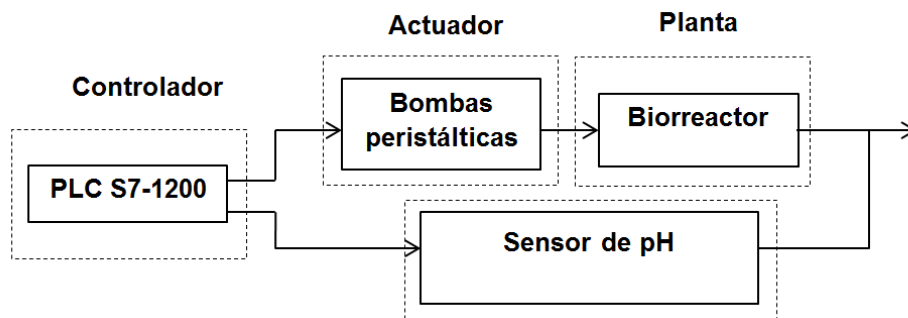 Controlador
PLC S7-1200
Actuador
Bombas
peristálticas
Planta
Biorreactor
Sensor de pH